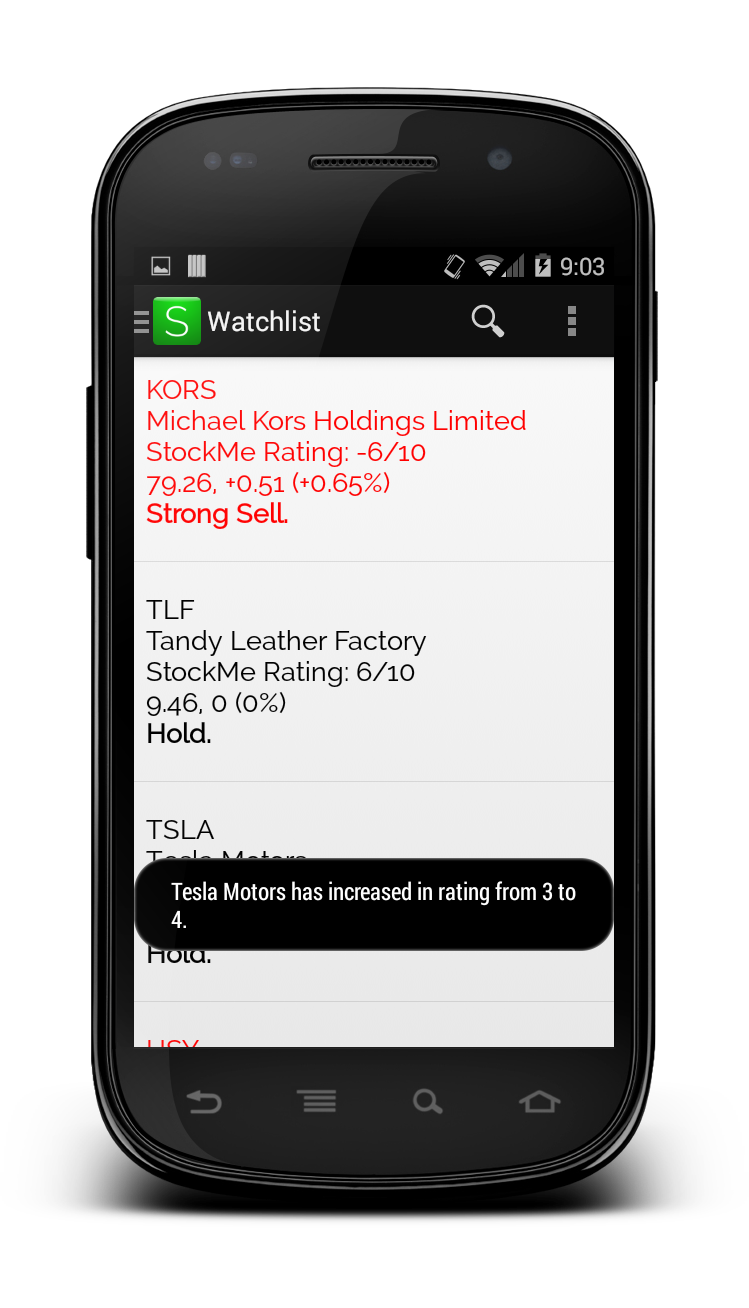 9:03
S Watchlist
KORS
Michael Kors Holdings Limited
StockMe Rating: -6/10
79.26, +0.51 (+0.65%)
Strong Sell.
TLF
Tandy Leather Factory
StockMe Rating: 6/10
9.46, 0 (0%)
Hold.
TSLA
Tesla Motors
Tesla Motors has increased in rating from 3 to
4.
Hold.